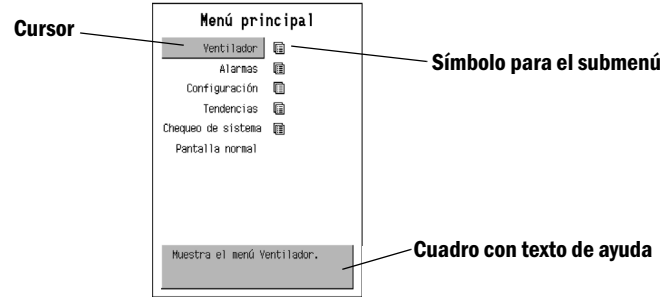 Menú principal
Cursor
Ventilador
Símbolo para el submenú
Alarmas
Configuración
Tendencias
Chequeo de sistema
Pantalla normal
Muestra el menú Ventilador.
Cuadro con texto de ayuda